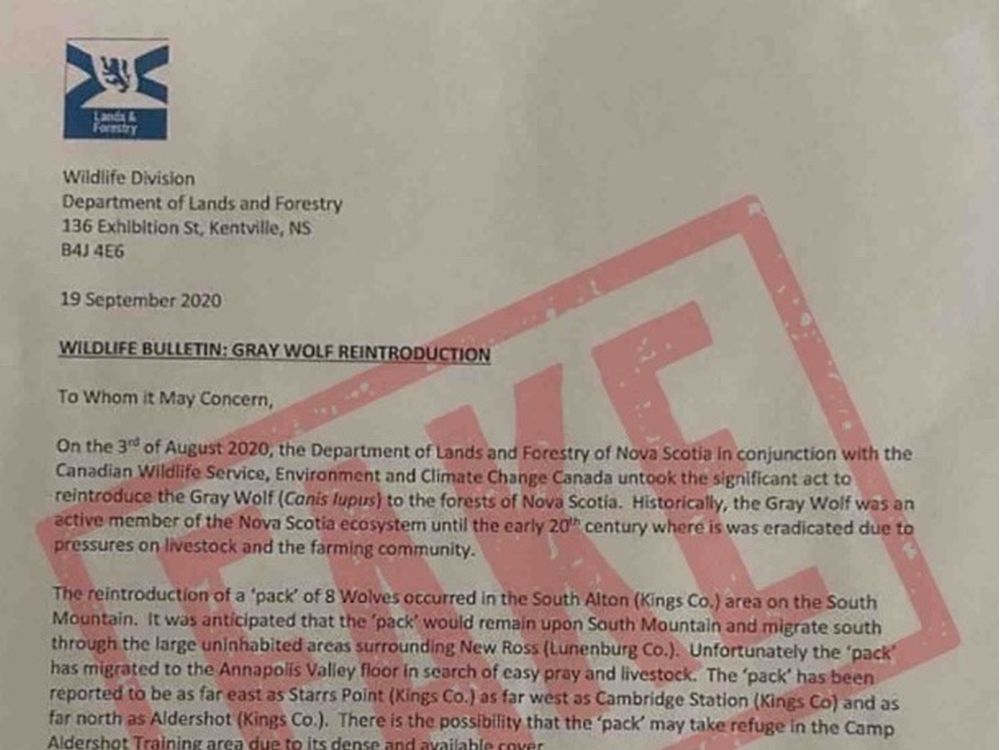 Lands &
Forestry
Wildlife Division
Department of Lands and Forestry
136 Exhibition St, Kentville, NS
B4J 4E6
19 September 2020
WILDLIFE BULLETIN: GRAY WOLF REINTRODUCTION
To Whom it May Concern,
On the 3rd of August 2020, the Department of Lands and Forestry of Nova Scotia in conjunction with the
Canadian Wildlife Service, Environment and Climate Change Canada untook the significant act to
reintroduce the Gray Wolf (Canis lupus) to the forests of Nova Scotia. Historically, the Gray Wolf was an
active member of the Nova Scotia ecosystem until the early 20th century where is was eradicated due to
pressures on livestock and the farming community.
The reintroduction of a ‘pack’ of 8 Wolves occurred in the South Alton (Kings Co.) area on the South
Mountain. It was anticipated that the ‘pack’ would remain upon South Mountain and migrate south
through the large uninhabited areas surrounding New Ross (Lunenburg Co.). Unfortunately the ‘pack’
has migrated to the Annapolis Valley floor in search of easy pray and livestock. The ‘pack’ has been
reported to be as far east as Starrs Point (Kings Co.) as far west as Cambridge Station (Kings Co) and as
far north as Aldershot (Kings Co.). There is the possibility that the ‘pack’ may take refuge in the Camp
Aldershot Training area due to its dense and available cover
FAKE